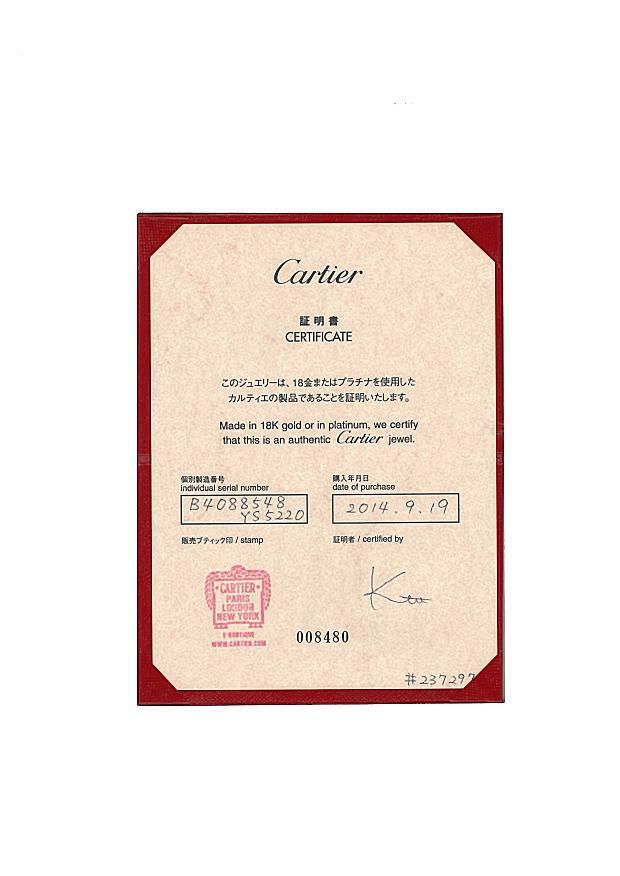 Cartier
証明書
CERTIFICATE
このジュエリーは、18金またはプラチナを使用した
カルティエの製品であることを証明いたします。
Made in 18K gold or in platinum, we certify
that this is an authentic Cartier jewel.
個別製造番号
individual serial number
B4088548
YS5220
購入年月日
date of purchase
2014.9.19
販売ブティック印 / stamp
証明者 / certified by
CARTIER
PARIS
LONDON
NEW YORK
E-BOUTIQUE
WWW.CARTIER.COM
008480
#237297